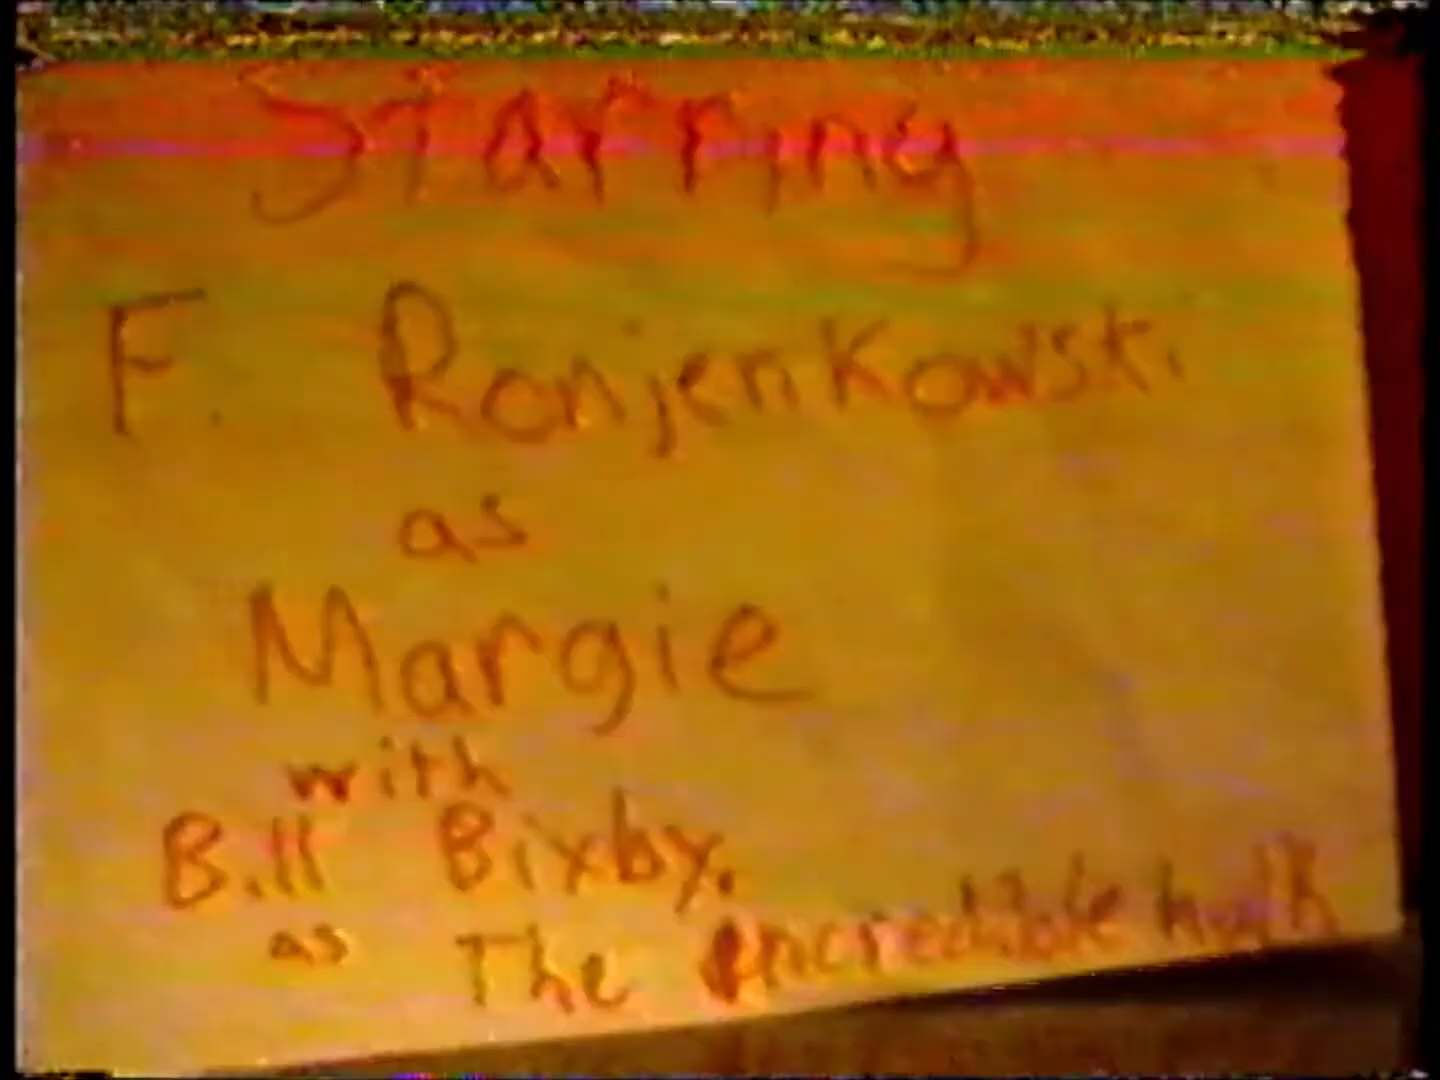 Starring
F. Ronjenkowski
as
Margie
with
Bill Bixby.
as The incredible hulk